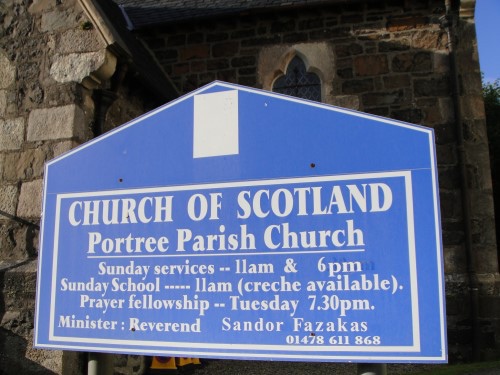 CHURCH OF SCOTLAND
Portree Parish Church
Sunday services -- 11am & 6pm
Sunday School ----- 11am (creche available).
Prayer fellowship -- Tuesday 7.30pm.
Minister : Reverend Sandor Fazakas
01478 611 868